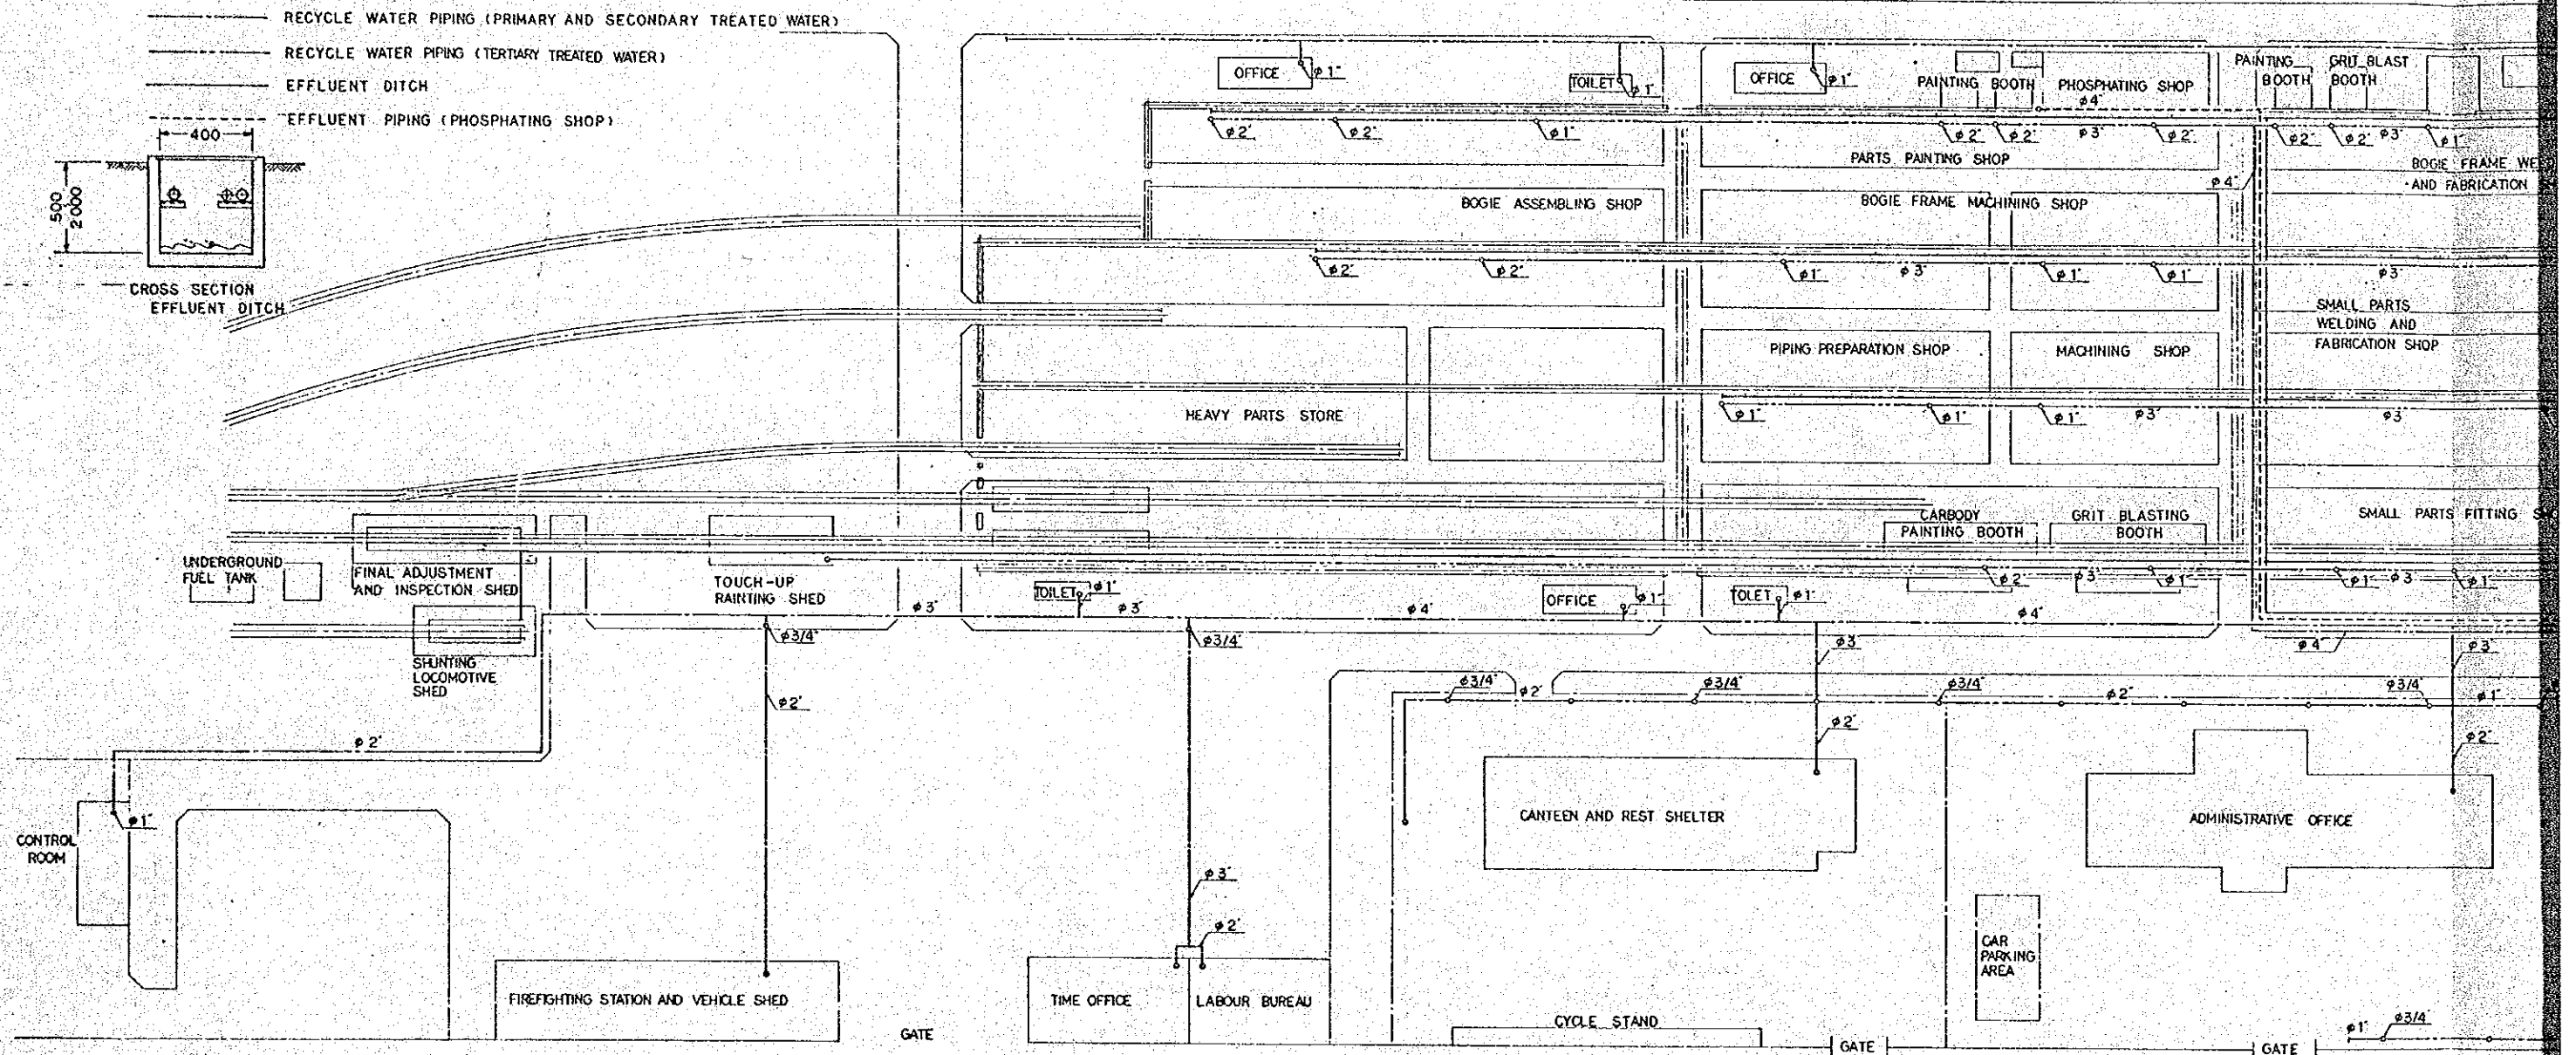 RECYCLE WATER PIPING (PRIMARY AND SECONDARY TREATED WATER)
RECYCLE WATER PIPING (TERTIARY TREATED WATER)
EFFLUENT DITCH
EFFLUENT PIPING (PHOSPHATING SHOP)
400
500
2000
CROSS SECTION
EFFLUENT DITCH
OFFICE φ1"
TOILET φ1"
OFFICE φ1"
PAINTING BOOTH
PHOSPHATING SHOP
φ4"
PAINTING BOOTH
GRIT BLAST BOOTH
φ2" φ2" φ1" φ2" φ2" φ3" φ2" φ2" φ2" φ3" φ1"
PARTS PAINTING SHOP
BOGIE FRAME WE
AND FABRICATION
φ4"
BOGIE ASSEMBLING SHOP
BOGIE FRAME MACHINING SHOP
φ2" φ2" φ1" φ3" φ1" φ1" φ3"
SMALL PARTS
WELDING AND
FABRICATION SHOP
PIPING PREPARATION SHOP
MACHINING SHOP
HEAVY PARTS STORE
φ1" φ1" φ1" φ3" φ3"
CARBODY
PAINTING BOOTH
GRIT BLASTING
BOOTH
SMALL PARTS FITTING
UNDERGROUND
FUEL TANK
FINAL ADJUSTMENT
AND INSPECTION SHED
TOUCH-UP
RAINTING SHED
φ2" φ3" φ1" φ1" φ3" φ1"
TOILET φ1"
OFFICE φ1"
TOLET φ1"
φ3" φ3" φ4" φ4"
SHUNTING
LOCOMOTIVE
SHED
φ3/4" φ3/4" φ3 φ4" φ3"
φ2" φ3/4" φ2" φ3/4" φ3/4" φ2" φ3/4" φ1"
φ2" φ2" φ2"
CONTROL
ROOM
φ1"
CANTEEN AND REST SHELTER
ADMINISTRATIVE OFFICE
φ3"
φ2"
CAR
PARKING
AREA
FIREFIGHTING STATION AND VEHICLE SHED
TIME OFFICE
LABOUR BUREAU
GATE
CYCLE STAND
GATE
φ1" φ3/4"
GATE